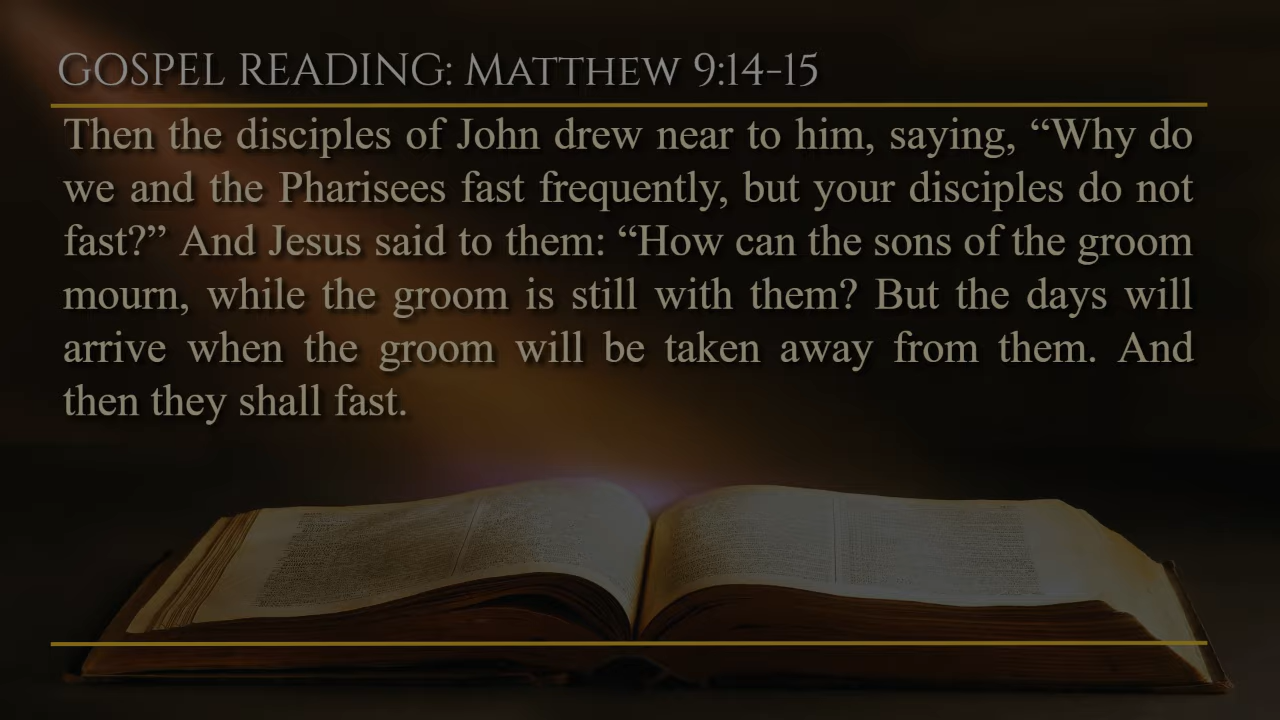 GOSPEL READING: MATTHEW 9:14-15
Then the disciples of John drew near to him, saying, “Why do
we and the Pharisees fast frequently, but your disciples do not
fast?” And Jesus said to them: “How can the sons of the groom
mourn, while the groom is still with them? But the days will
arrive when the groom will be taken away from them. And
then they shall fast.